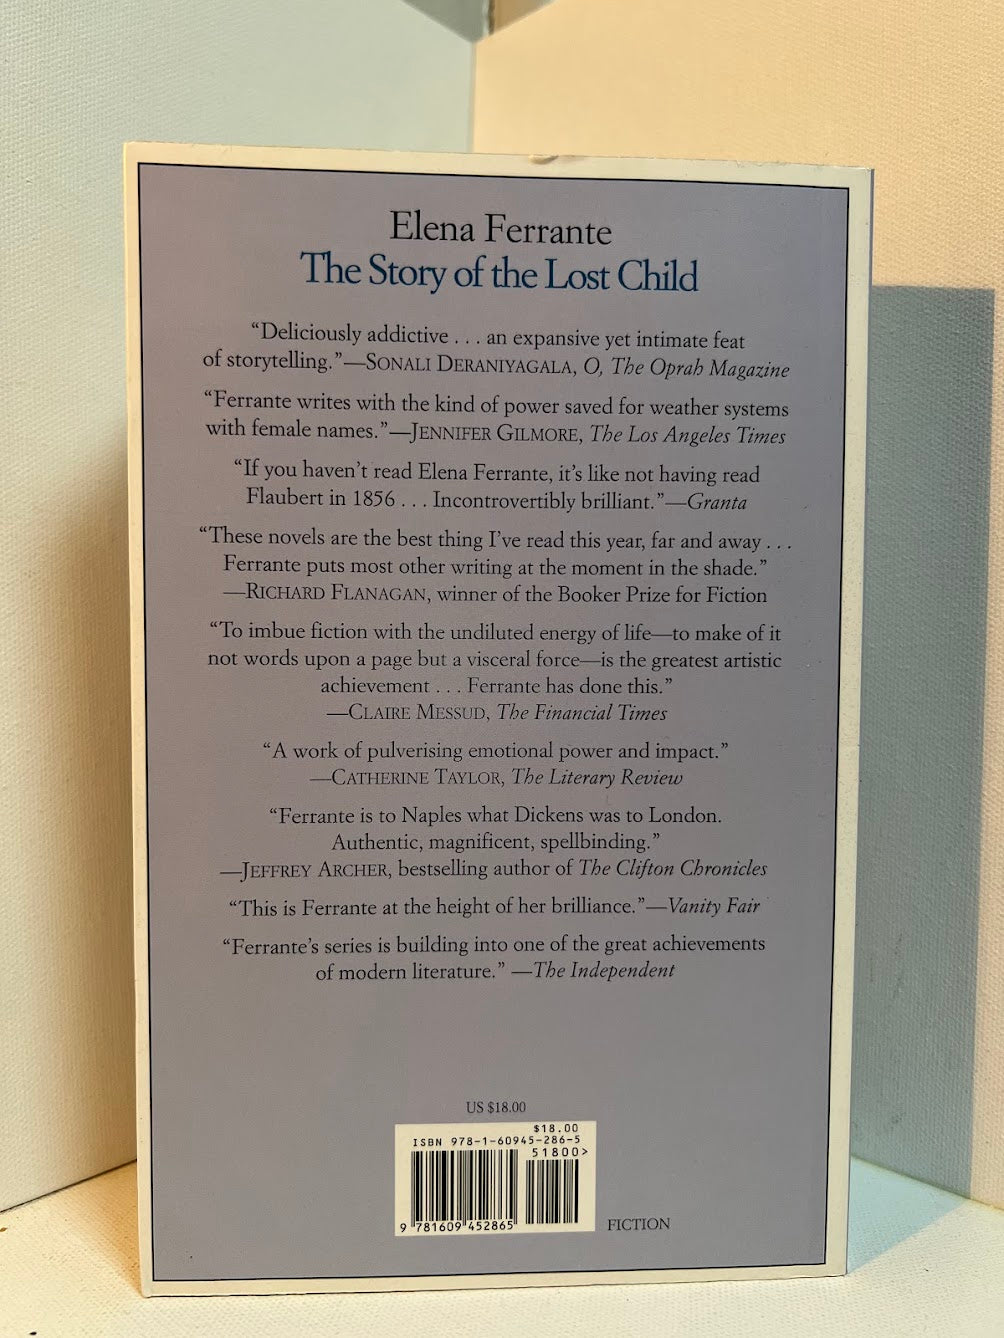 Elena Ferrante
The Story of the Lost Child
“Deliciously addictive . . . an expansive yet intimate feat
of storytelling.”—SONALI DERANIYAGALA, O, The Oprah Magazine
“Ferrante writes with the kind of power saved for weather systems
with female names.”—JENNIFER GILMORE, The Los Angeles Times
“If you haven’t read Elena Ferrante, it’s like not having read
Flaubert in 1856 . . . Incontrovertibly brilliant.”—Granta
“These novels are the best thing I’ve read this year, far and away . . .
Ferrante puts most other writing at the moment in the shade.”
—RICHARD FLANAGAN, winner of the Booker Prize for Fiction
“To imbue fiction with the undiluted energy of life—to make of it
not words upon a page but a visceral force—is the greatest artistic
achievement . . . Ferrante has done this.”
—CLAIRE MESSUD, The Financial Times
“A work of pulverising emotional power and impact.”
—CATHERINE TAYLOR, The Literary Review
“Ferrante is to Naples what Dickens was to London.
Authentic, magnificent, spellbinding.”
—JEFFREY ARCHER, bestselling author of The Clifton Chronicles
“This is Ferrante at the height of her brilliance.”—Vanity Fair
“Ferrante’s series is building into one of the great achievements
of modern literature.” —The Independent
US $18.00
$18.00
ISBN 978-1-60945-286-5
51800>
9 781609 452865
FICTION